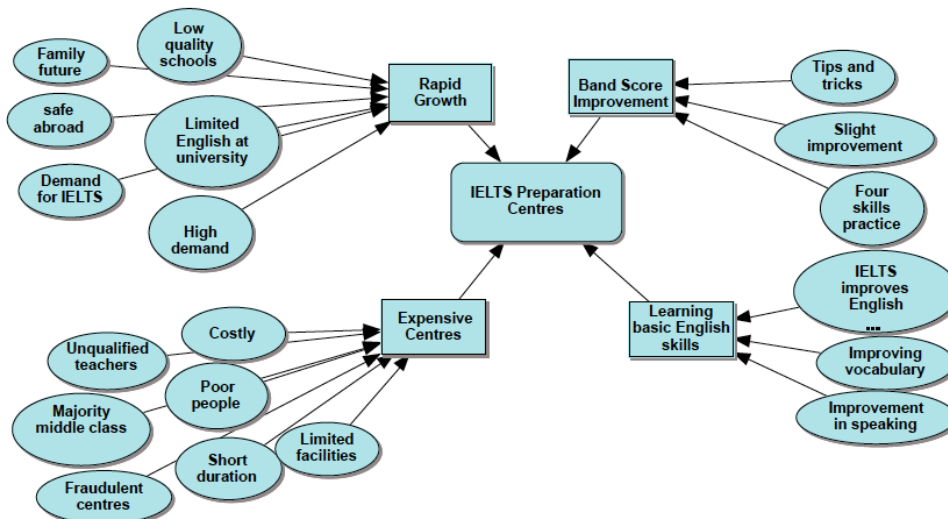 Low
quality
schools
Family
future
safe
abroad
Limited
English at
university
Demand
for IELTS
High
demand
Rapid
Growth
Band Score
Improvement
Tips and
tricks
Slight
improvement
Four
skills
practice
IELTS Preparation
Centres
Expensive
Centres
Costly
Unqualified
teachers
Poor
people
Majority
middle class
Limited
facilities
Short
duration
Fraudulent
centres
Learning
basic English
skills
IELTS
improves
English
...
Improving
vocabulary
Improvement
in speaking